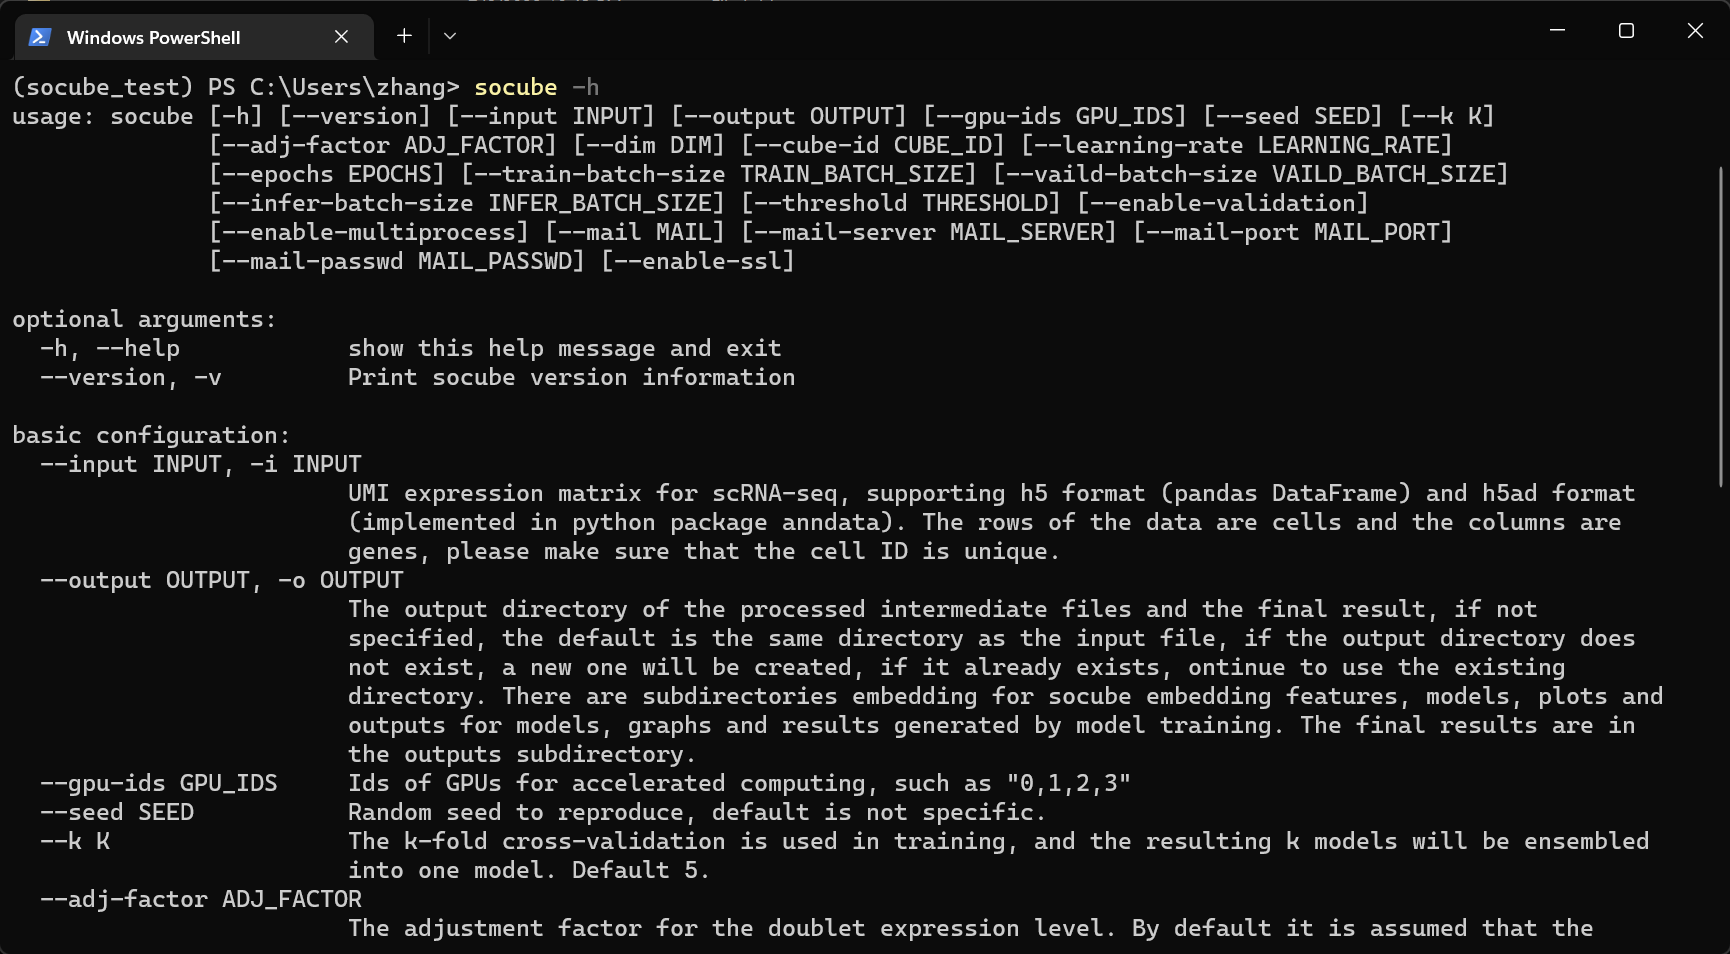 Windows PowerShell
(socube_test) PS C:\Users\zhang> socube -h
usage: socube [-h] [--version] [--input INPUT] [--output OUTPUT] [--gpu-ids GPU_IDS] [--seed SEED] [--k K]
[--adj-factor ADJ_FACTOR] [--dim DIM] [--cube-id CUBE_ID] [--learning-rate LEARNING_RATE]
[--epochs EPOCHS] [--train-batch-size TRAIN_BATCH_SIZE] [--vaild-batch-size VAILD_BATCH_SIZE]
[--infer-batch-size INFER_BATCH_SIZE] [--threshold THRESHOLD] [--enable-validation]
[--enable-multiprocess] [--mail MAIL] [--mail-server MAIL_SERVER] [--mail-port MAIL_PORT]
[--mail-passwd MAIL_PASSWD] [--enable-ssl]
optional arguments:
-h, --help show this help message and exit
--version, -v Print socube version information
basic configuration:
--input INPUT, -i INPUT
UMI expression matrix for scRNA-seq, supporting h5 format (pandas DataFrame) and h5ad format
(implemented in python package anndata). The rows of the data are cells and the columns are
genes, please make sure that the cell ID is unique.
--output OUTPUT, -o OUTPUT
The output directory of the processed intermediate files and the final result, if not
specified, the default is the same directory as the input file, if the output directory does
not exist, a new one will be created, if it already exists, ontinue to use the existing
directory. There are subdirectories embedding for socube embedding features, models, plots and
outputs for models, graphs and results generated by model training. The final results are in
the outputs subdirectory.
--gpu-ids GPU_IDS Ids of GPUs for accelerated computing, such as "0,1,2,3"
--seed SEED Random seed to reproduce, default is not specific.
--k K The k-fold cross-validation is used in training, and the resulting k models will be ensembled
into one model. Default 5.
--adj-factor ADJ_FACTOR
The adjustment factor for the doublet expression level. By default it is assumed that the